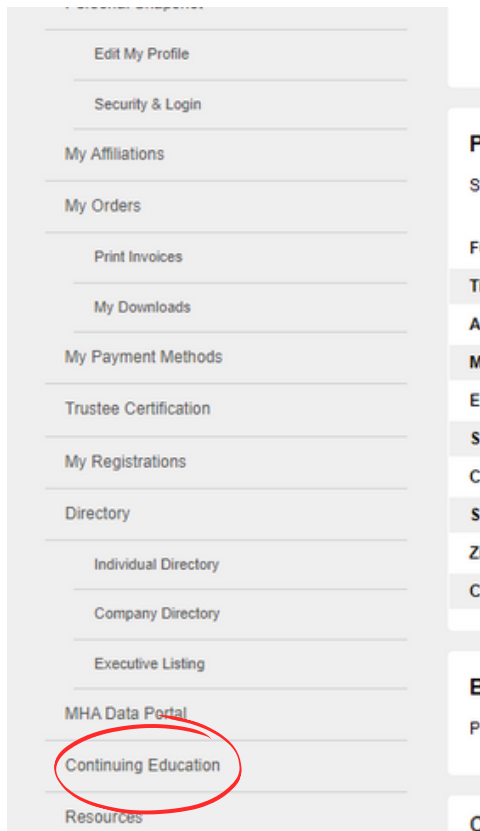 Edit My Profile
Security & Login
My Affiliations
My Orders
Print Invoices
My Downloads
My Payment Methods
Trustee Certification
My Registrations
Directory
Individual Directory
Company Directory
Executive Listing
MHA Data Portal
Continuing Education
Resources